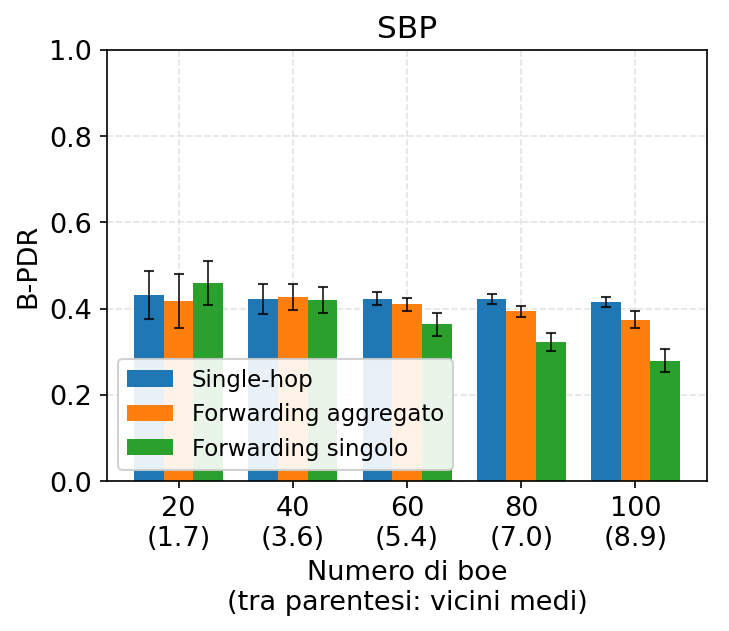 SBP
1.0
0.8
0.6
0.4
0.2
0.0
B-PDR
Single-hop
Forwarding aggregato
Forwarding singolo
20 40 60 80 100
(1.7) (3.6) (5.4) (7.0) (8.9)
Numero di boe
(tra parentesi: vicini medi)